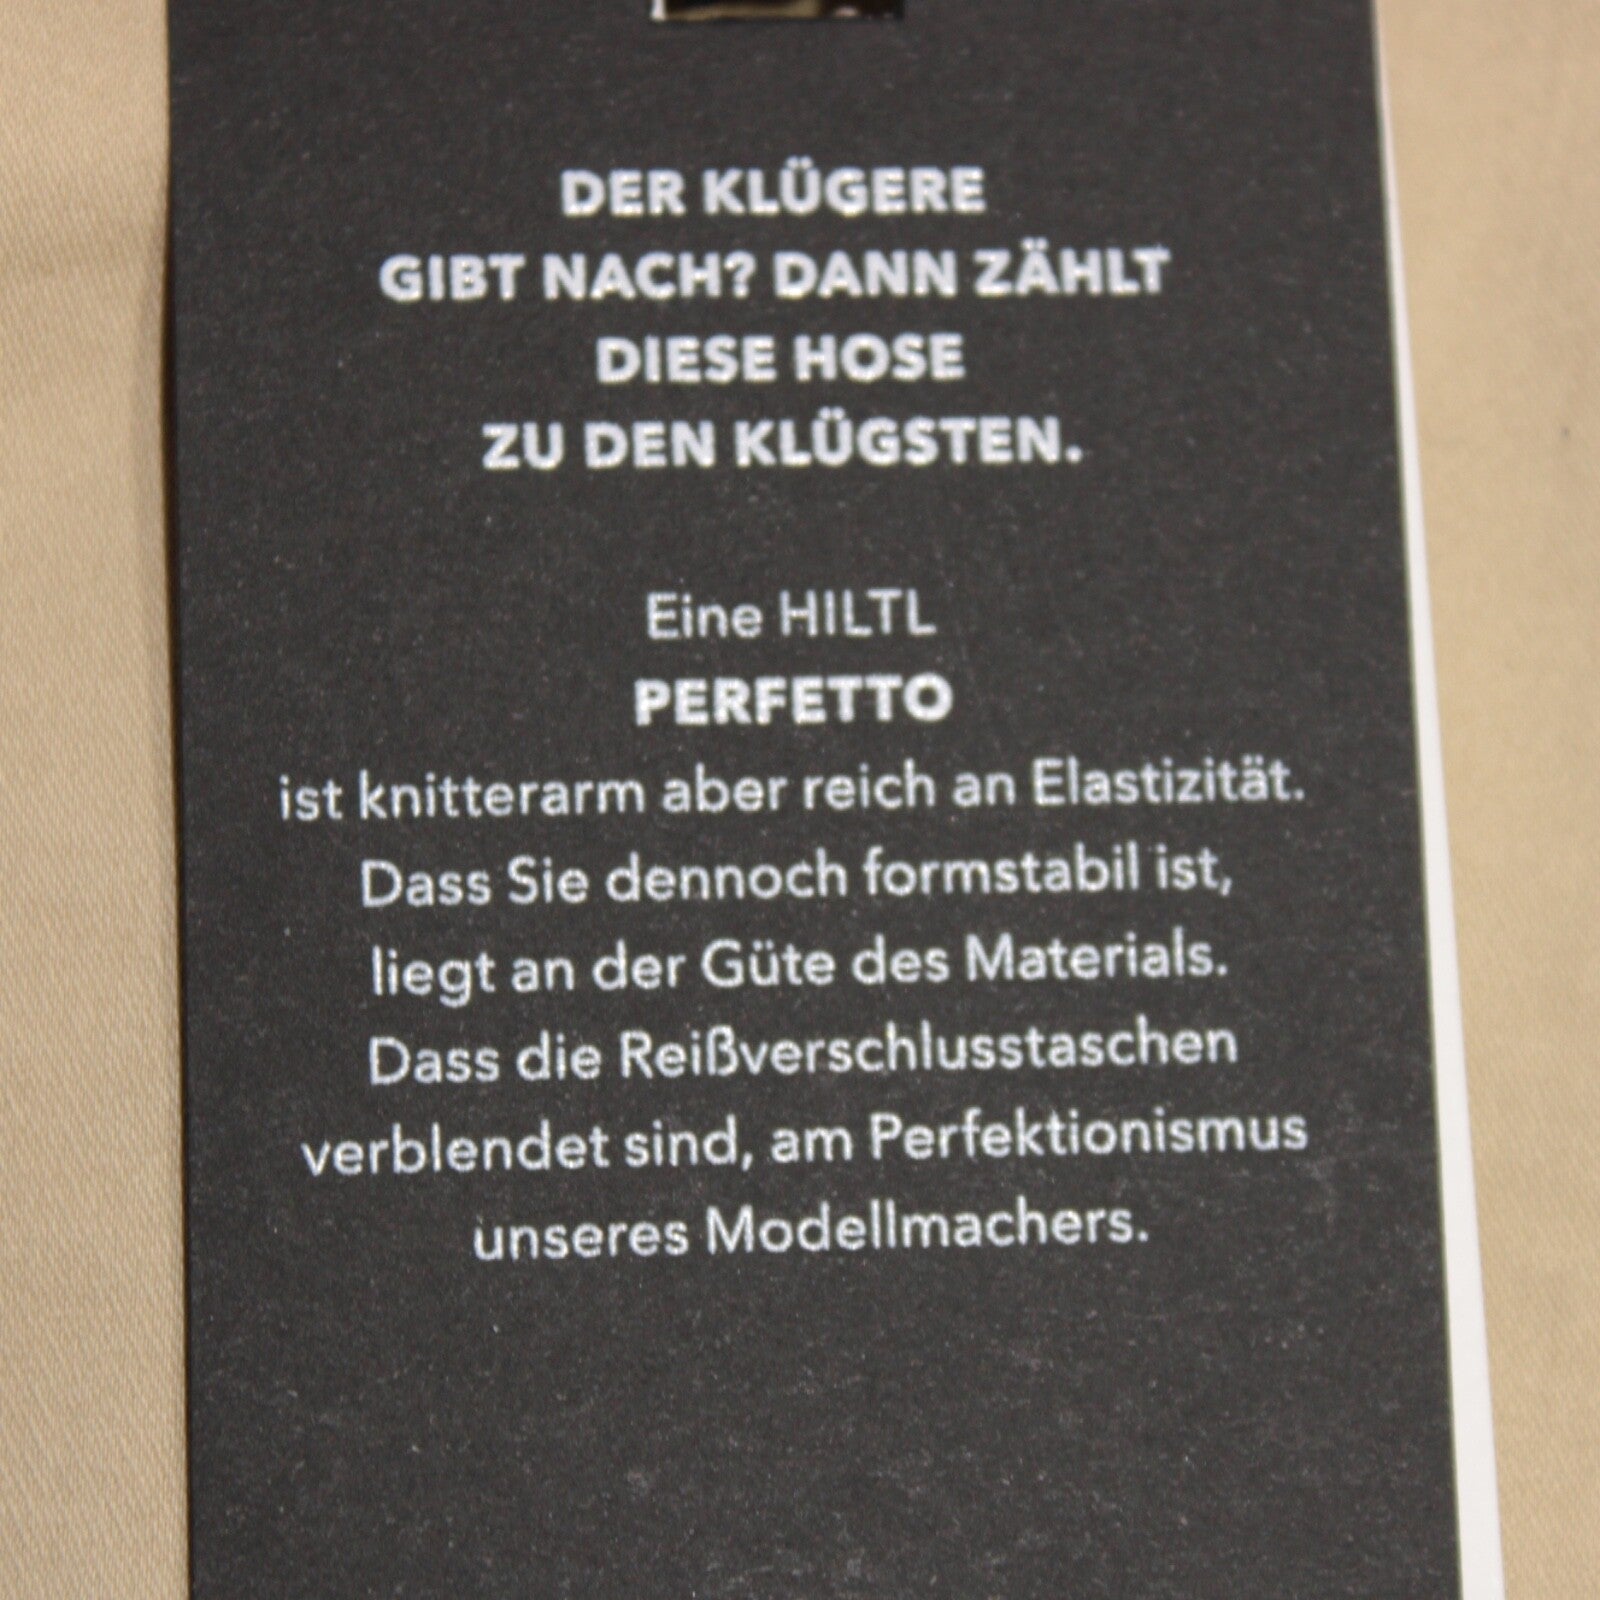 DER KLÜGERE
GIBT NACH? DANN ZÄHLT
DIESE HOSE
ZU DEN KLÜGSTEN.
Eine HILTL
PERFETTO
ist knitterarm aber reich an Elastizität.
Dass Sie dennoch formstabil ist,
liegt an der Güte des Materials.
Dass die Reißverschlusstaschen
verblendet sind, am Perfektionismus
unseres Modellmachers.